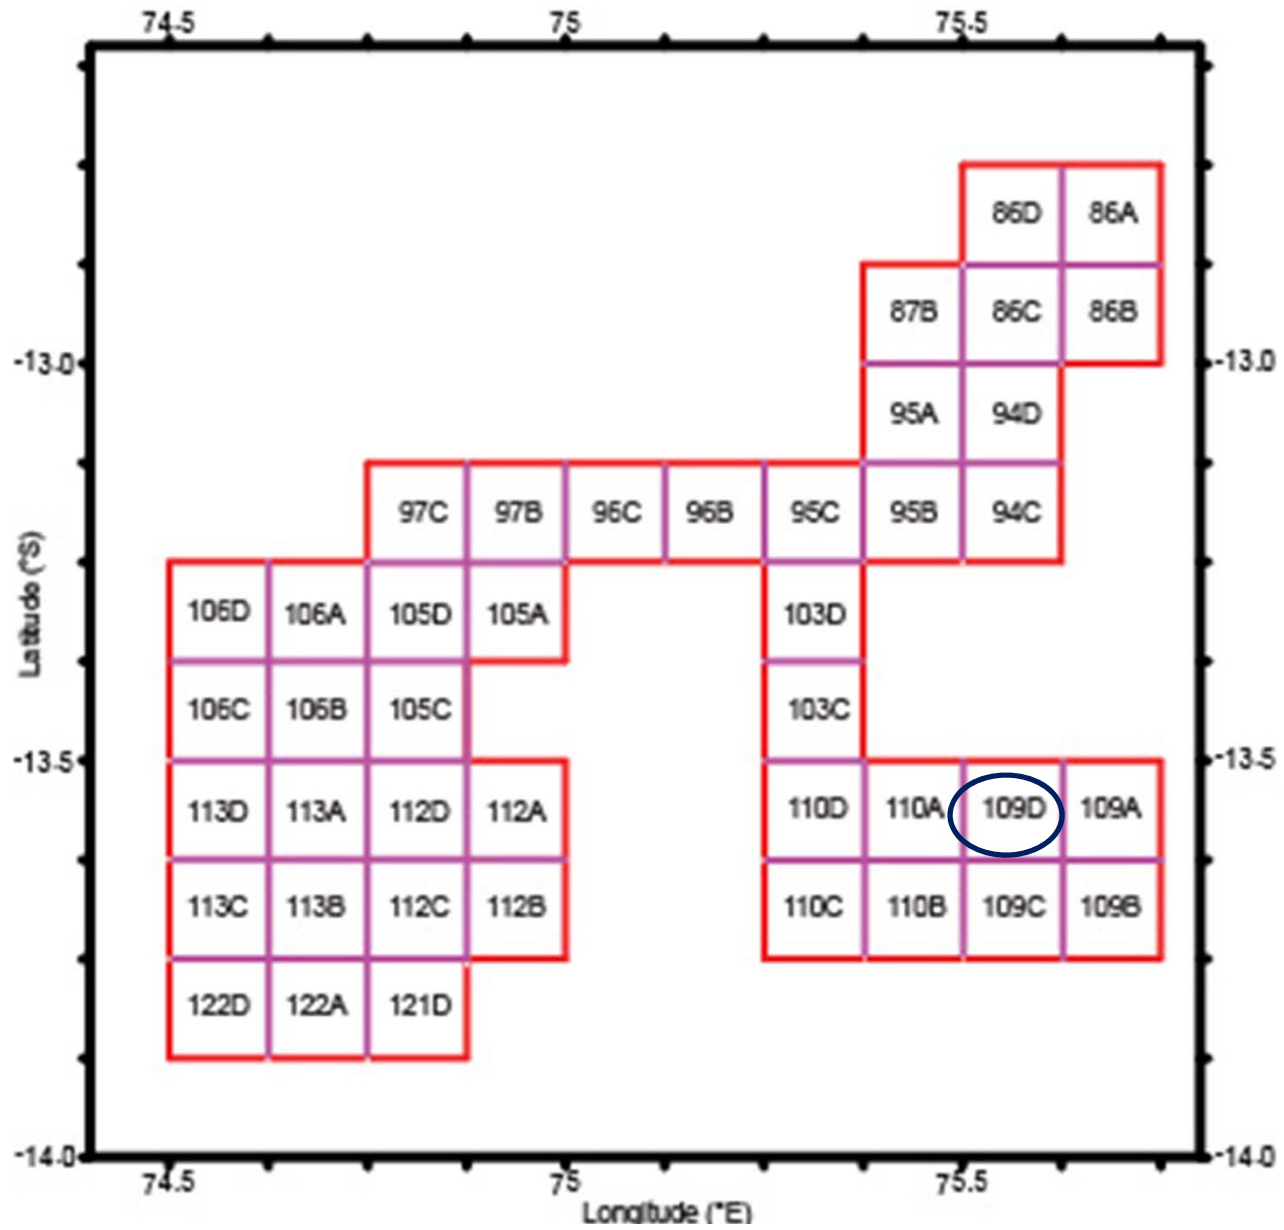 74.5 75 75.5
86D 86A
87B 86C 86B
-13.0 -13.0
95A 94D
97C 97B 96C 96B 95C 95B 94C
106D 106A 105D 105A 103D
106C 106B 105C 103C
-13.5 -13.5
113D 113A 112D 112A 110D 110A 109D 109A
113C 113B 112C 112B 110C 110B 109C 109B
122D 122A 121D
-14.0 -14.0
74.5 75 75.5
Longitude (°E)
Latitude (°S)